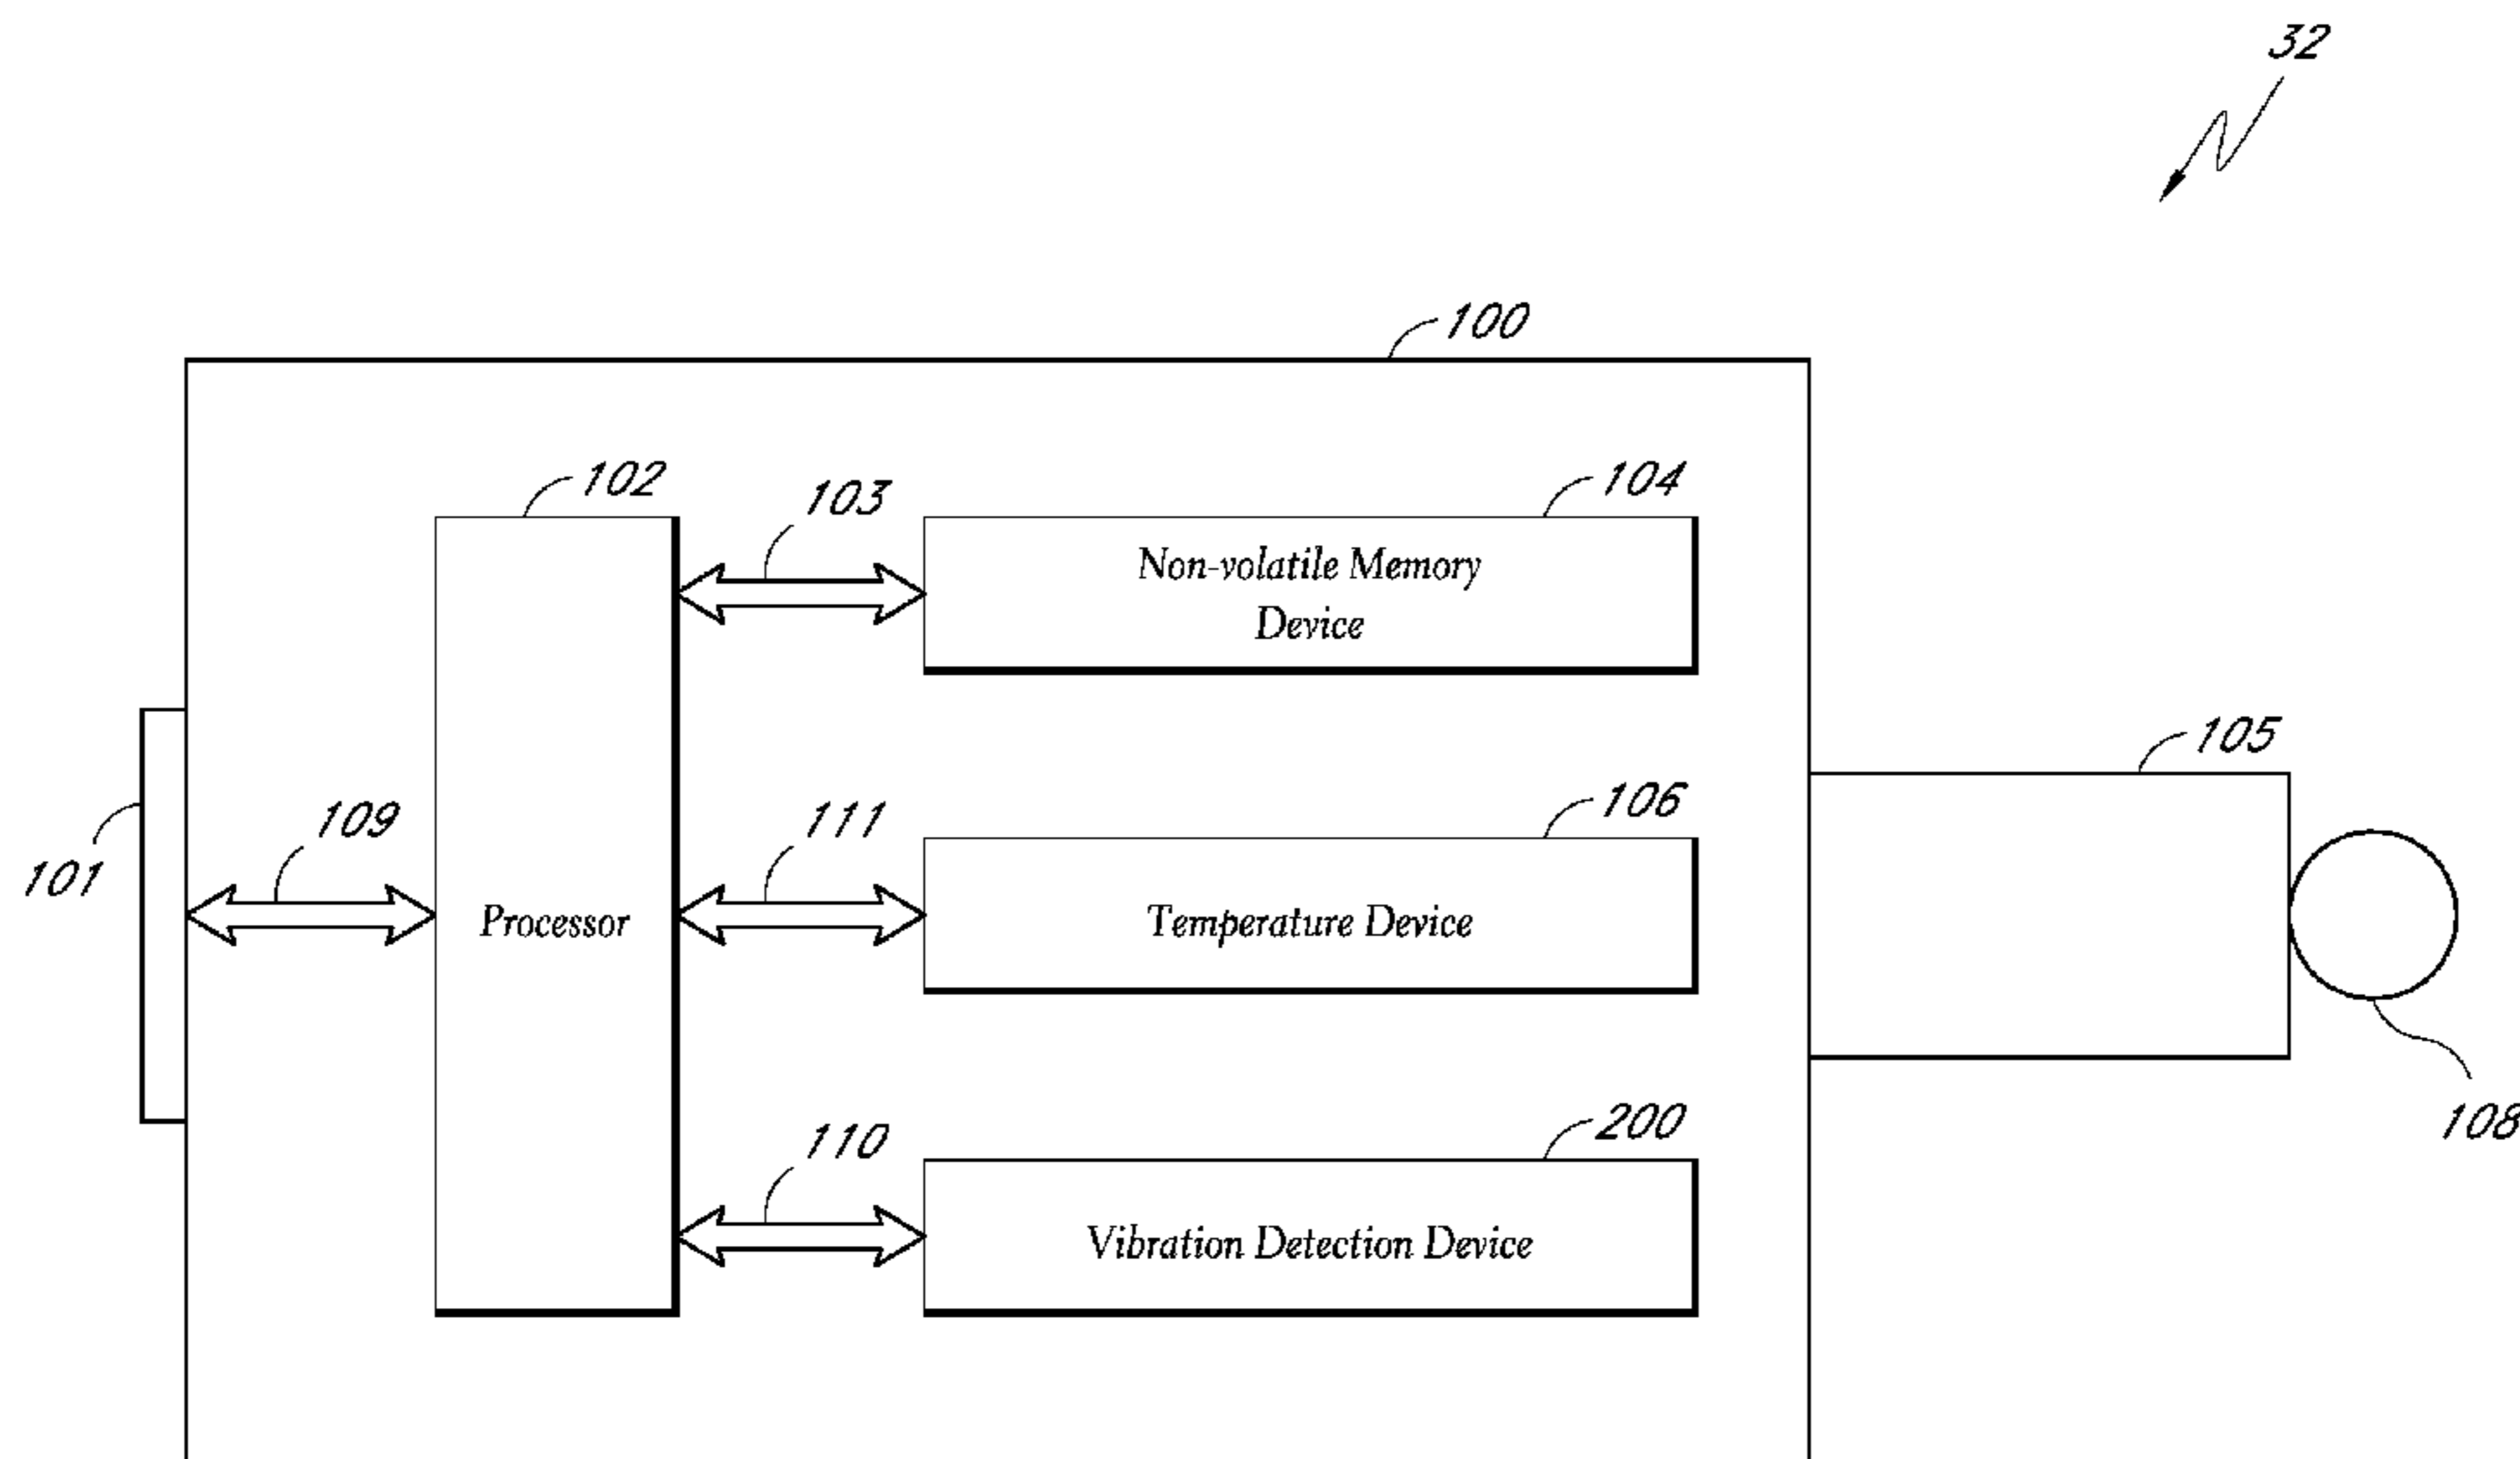 32
100
102
103
104
Non-volatile Memory
Device
105
109
111
106
101
Processor
Temperature Device
110
200
108
Vibration Detection Device